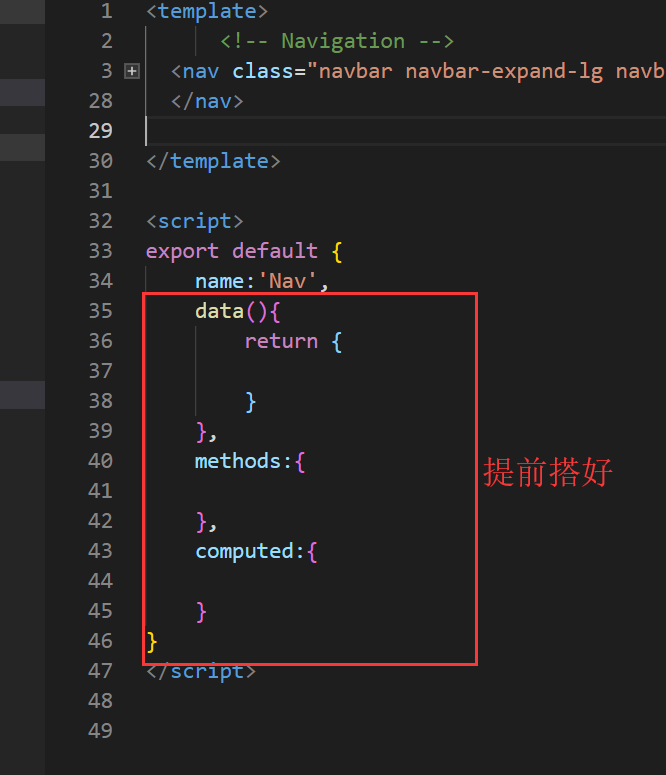 1 <template>
2 <!-- Navigation -->
3 <nav class="navbar navbar-expand-lg navb
28 </nav>
29
30 </template>
31
32 <script>
33 export default {
34 name:'Nav',
35 data(){
36 return {
37
38 }
39 },
40 methods:{
41
42 },
43 computed:{
44
45 }
46 }
47 </script>
48
49
提前搭好